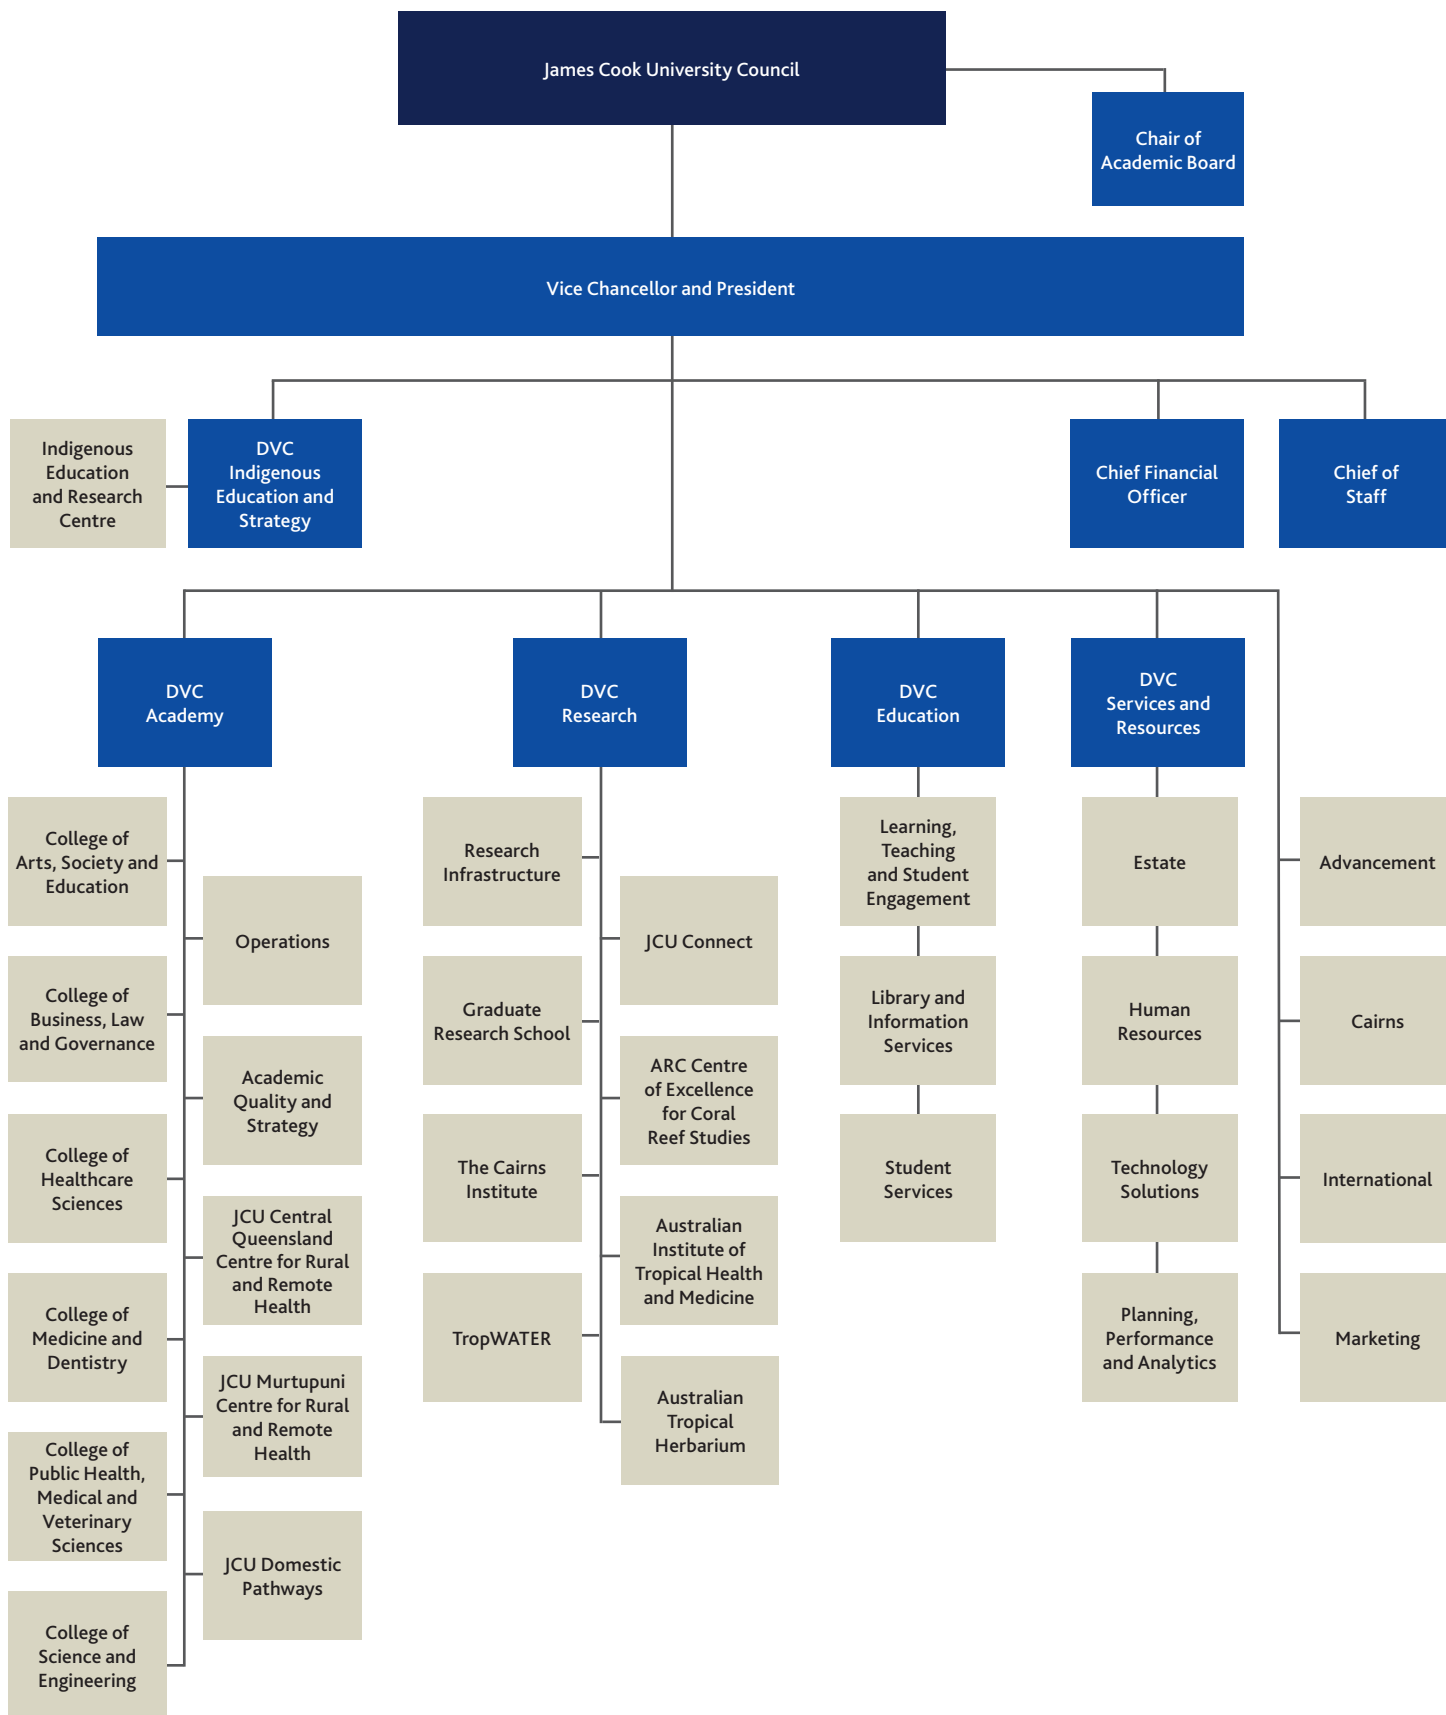 James Cook University Council
Chair of
Academic Board
Vice Chancellor and President
Indigenous
Education
and Research
Centre
DVC
Indigenous
Education and
Strategy
Chief Financial
Officer
Chief of
Staff
DVC
Academy
DVC
Research
DVC
Education
DVC
Services and
Resources
College of
Arts, Society and
Education
Operations
College of
Business, Law
and Governance
Academic
Quality and
Strategy
College of
Healthcare
Sciences
JCU Central
Queensland
Centre for Rural
and Remote
Health
College of
Medicine and
Dentistry
JCU Murtupuni
Centre for Rural
and Remote
Health
College of
Public Health,
Medical and
Veterinary
Sciences
JCU Domestic
Pathways
College of
Science and
Engineering
Research
Infrastructure
JCU Connect
Graduate
Research School
ARC Centre
of Excellence
for Coral
Reef Studies
The Cairns
Institute
Australian
Institute of
Tropical Health
and Medicine
TropWATER
Australian
Tropical
Herbarium
Learning,
Teaching
and Student
Engagement
Library and
Information
Services
Student
Services
Estate
Human
Resources
Technology
Solutions
Planning,
Performance
and Analytics
Advancement
Cairns
International
Marketing